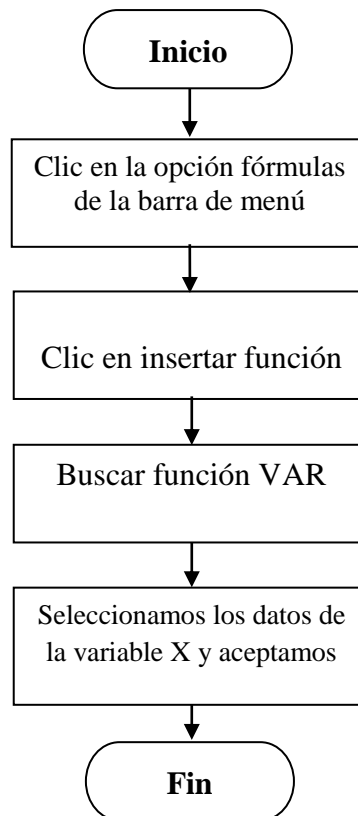 Inicio
Clic en la opción fórmulas
de la barra de menú
Clic en insertar función
Buscar función VAR
Seleccionamos los datos de
la variable X y aceptamos
Fin